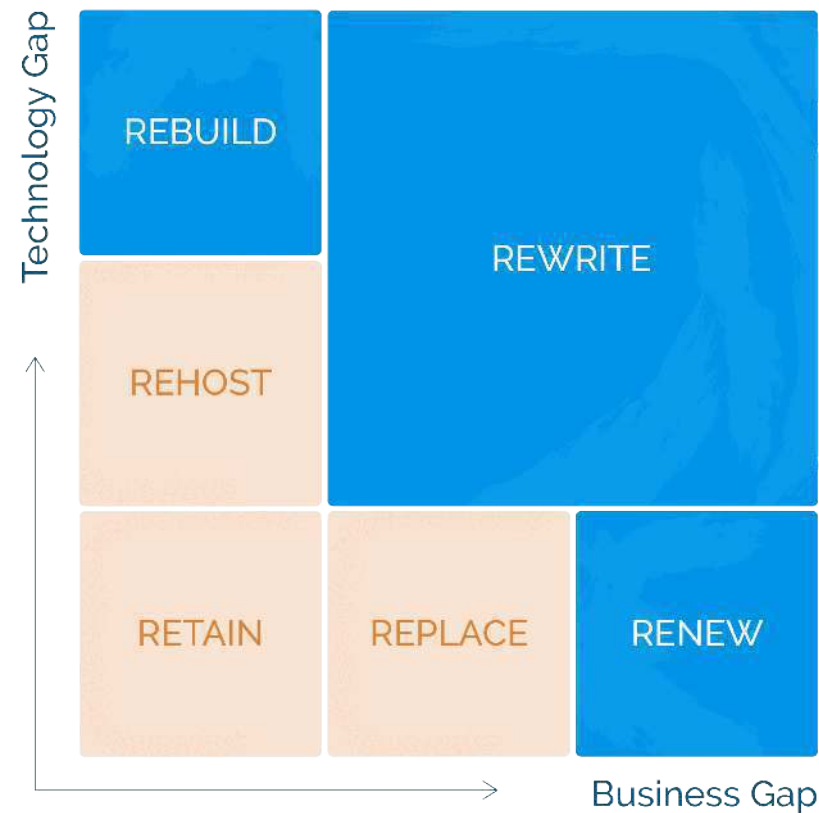 Technology Gap
REBUILD
REWRITE
REHOST
RETAIN
REPLACE
RENEW
Business Gap